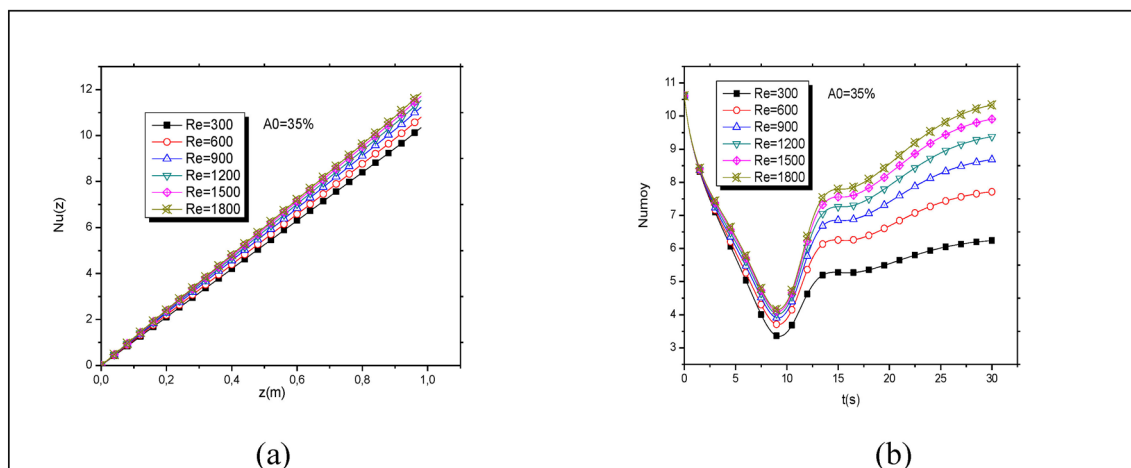 12
10
8
6
4
2
0
Nu(z)
Re=300
Re=600
Re=900
Re=1200
Re=1500
Re=1800
A0=35%
0,0
0,2
0,4
0,6
0,8
1,0
z(m)
(a)
11
10
9
8
7
6
5
4
3
Numoy
Re=300
Re=600
Re=900
Re=1200
Re=1500
Re=1800
A0=35%
0
5
10
15
20
25
30
t(s)
(b)